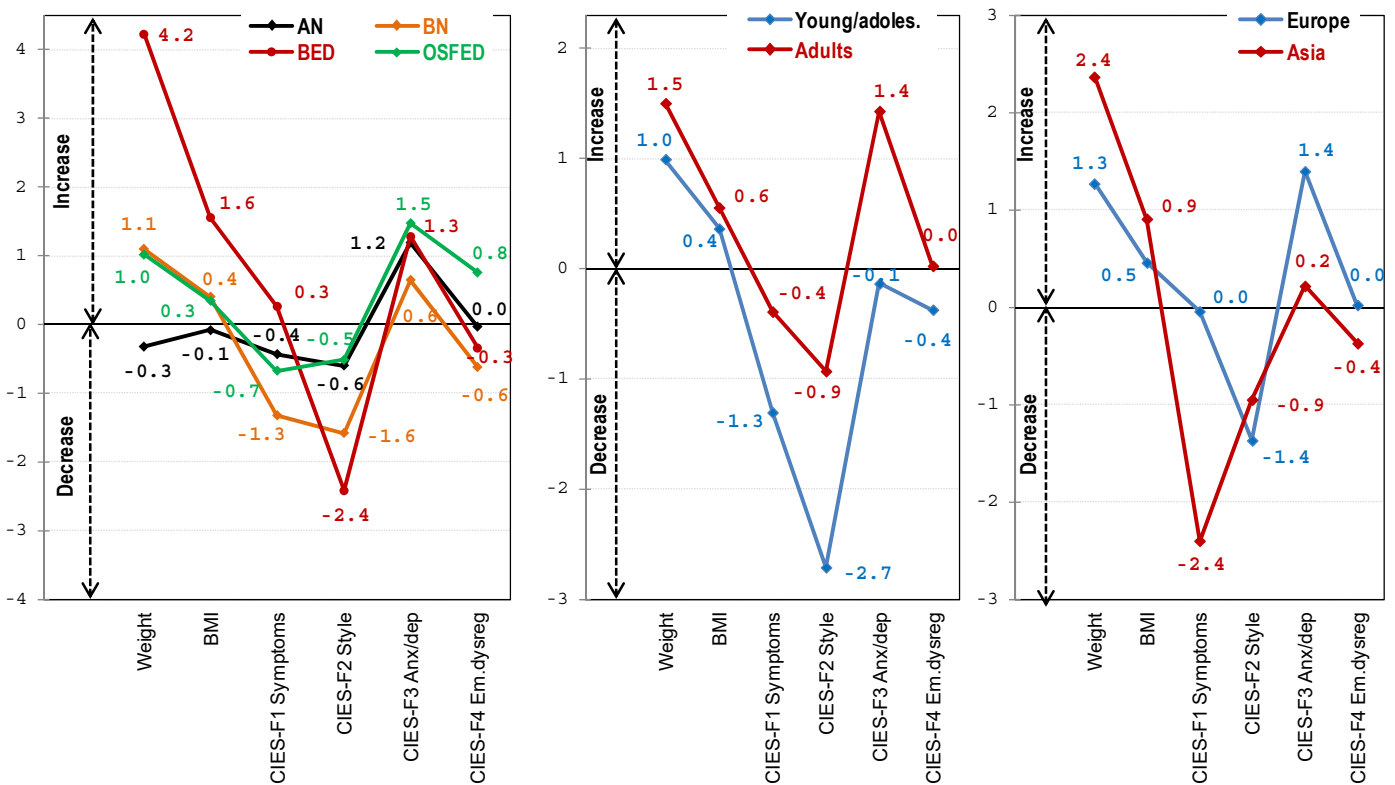 AN
BN
BED
OSFED
4
3
2
1
0
-1
-2
-3
-4
Increase
Decrease
4.2
1.6
1.1
1.0
0.4
0.3
-0.3
-0.1
0.3
-0.4
-0.7
-1.3
-0.5
-0.6
-1.6
-2.4
1.5
1.3
1.2
0.6
0.8
0.0
-0.3
-0.6
Weight
BMI
CIES-F1 Symptoms
CIES-F2 Style
CIES-F3 Anx/dep
CIES-F4 Em.dysreg
Young/adoles.
Adults
2
1
0
-1
-2
-3
Increase
Decrease
1.5
1.0
0.6
0.4
-0.4
-1.3
-0.9
-2.7
1.4
-0.1
0.0
-0.4
Weight
BMI
CIES-F1 Symptoms
CIES-F2 Style
CIES-F3 Anx/dep
CIES-F4 Em.dysreg
Europe
Asia
3
2
1
0
-1
-2
-3
Increase
Decrease
2.4
1.3
0.9
0.5
0.0
-2.4
-0.9
-1.4
1.4
0.2
0.0
-0.4
Weight
BMI
CIES-F1 Symptoms
CIES-F2 Style
CIES-F3 Anx/dep
CIES-F4 Em.dysreg